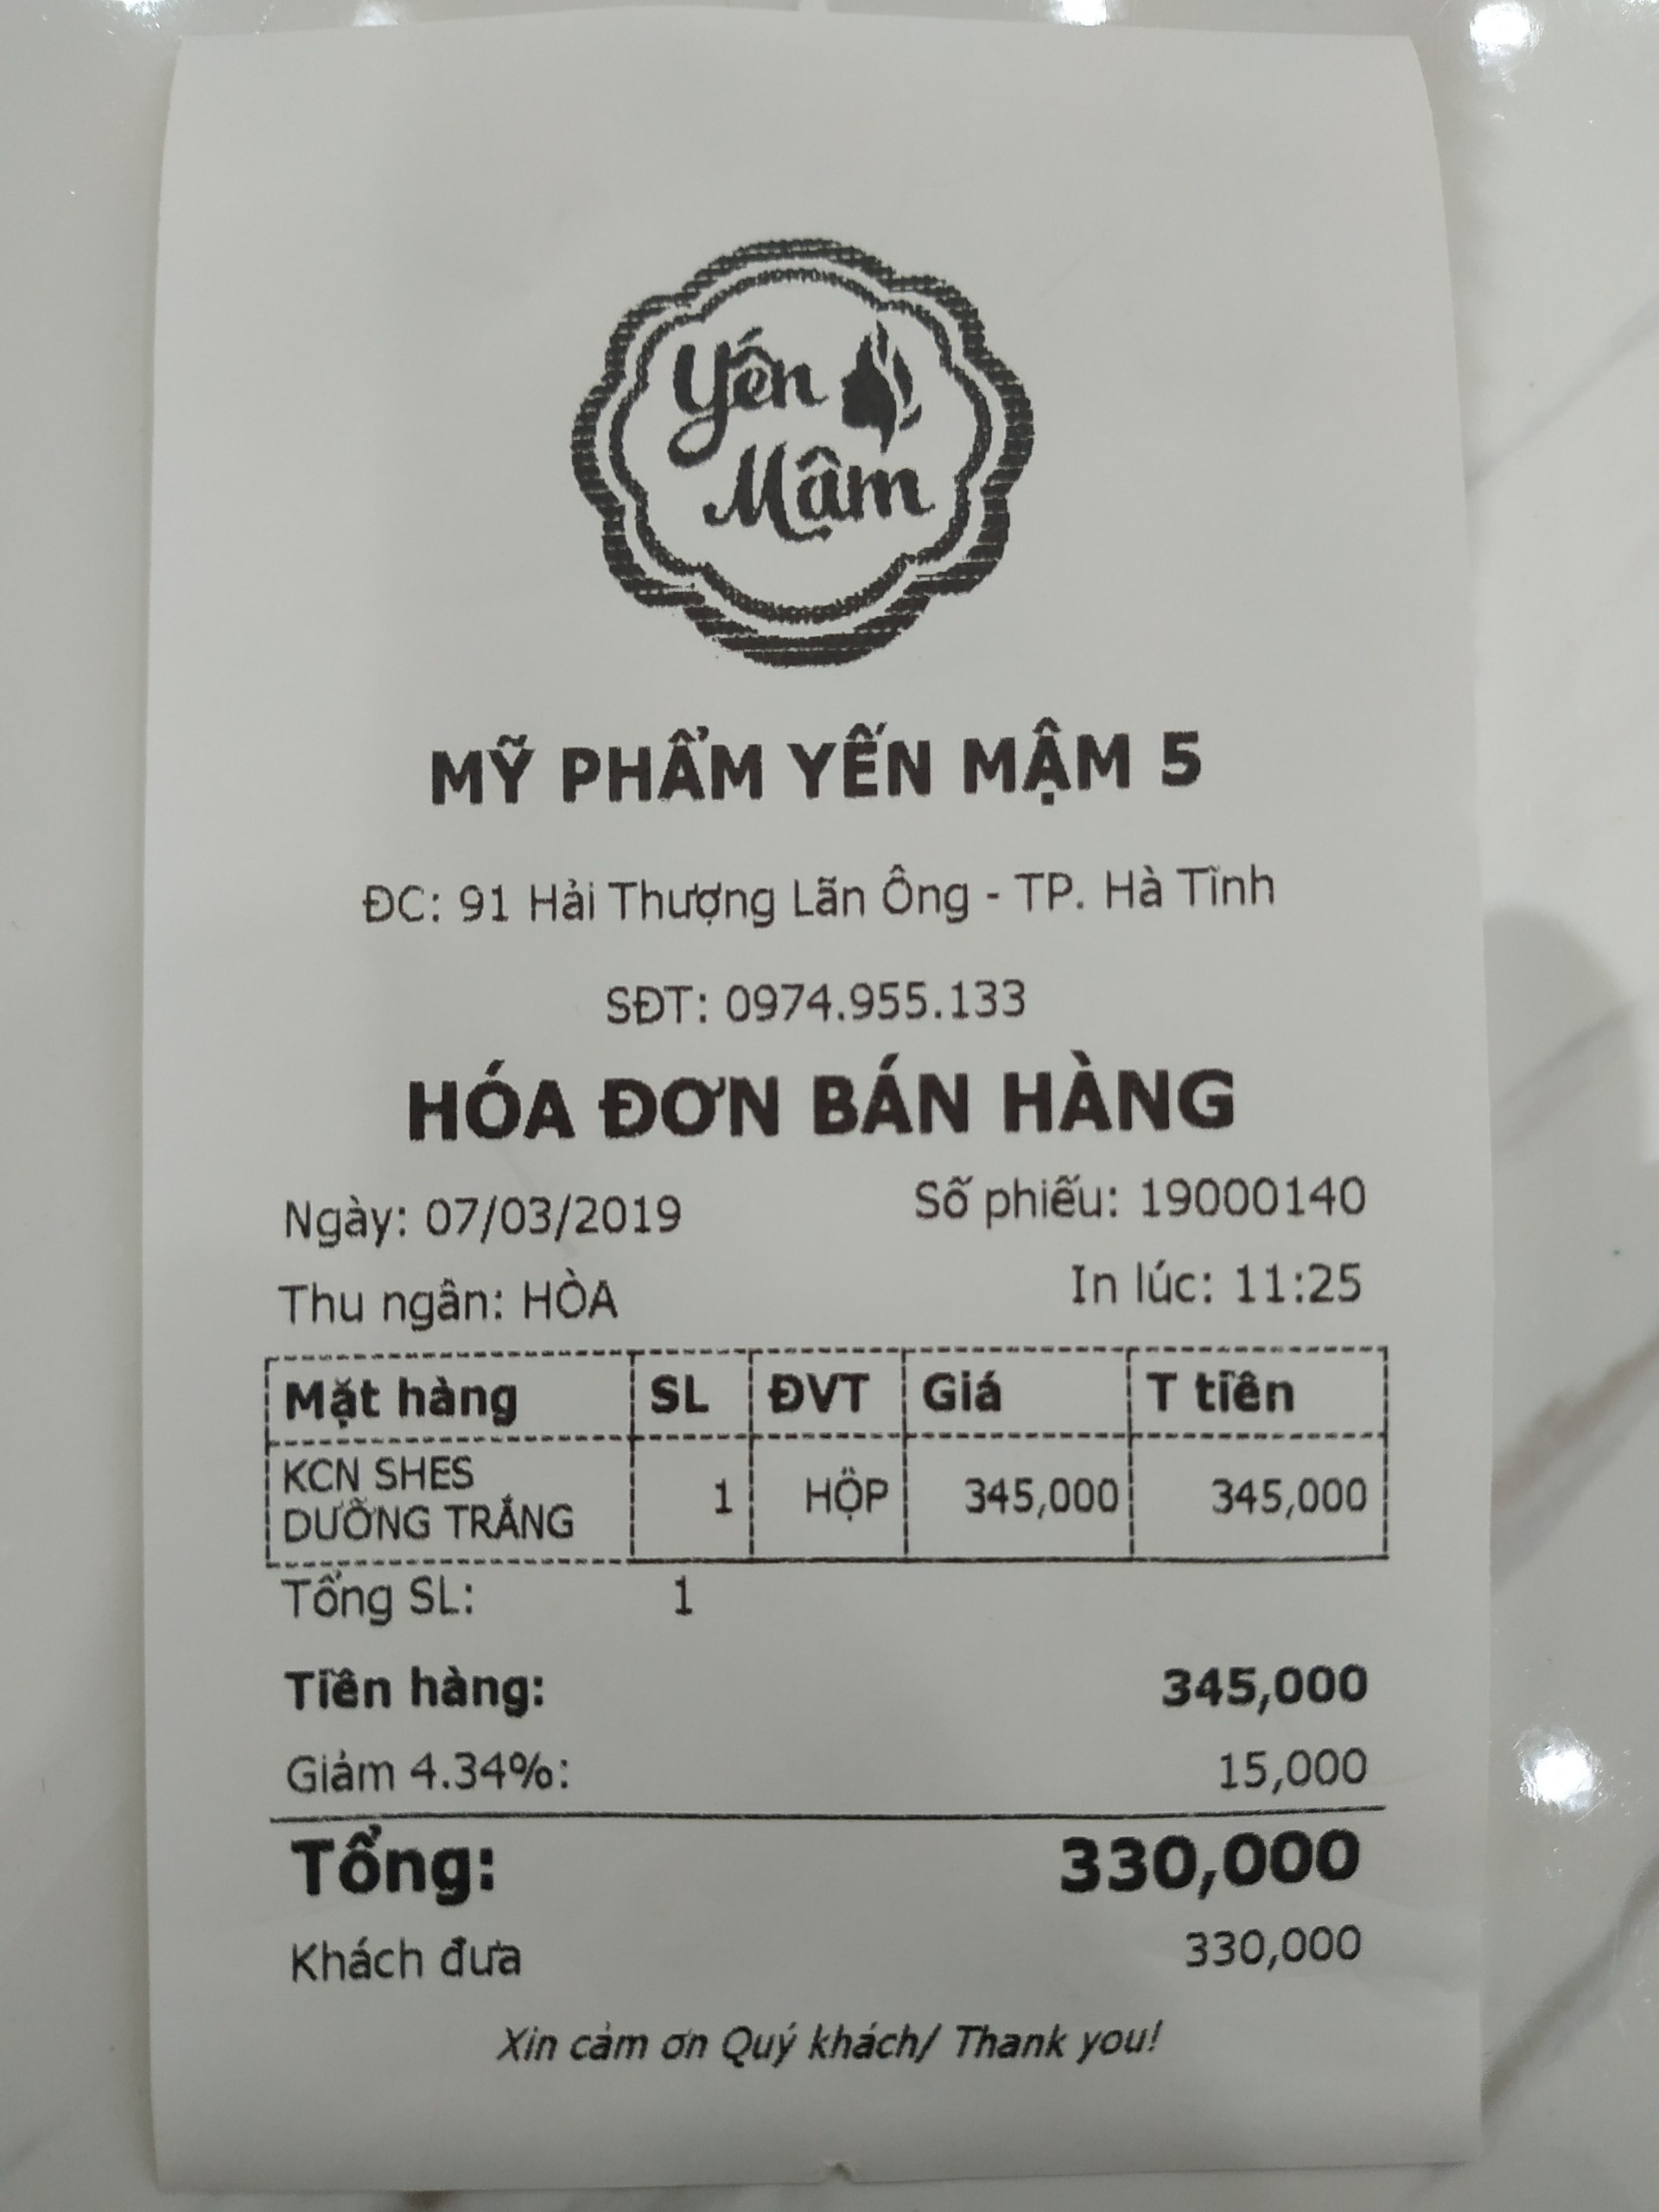 Yến
Mậm
MỸ PHẨM YẾN MẬM 5
ĐC: 91 Hải Thượng Lãn Ông - TP. Hà Tĩnh
SĐT: 0974.955.133
HÓA ĐƠN BÁN HÀNG
Ngày: 07/03/2019 Số phiếu: 19000140
Thu ngân: HÒA In lúc: 11:25
Mặt hàng SL ĐVT Giá T tiền
KCN SHES
DƯỠNG TRẮNG 1 HỘP 345,000 345,000
Tổng SL: 1
Tiền hàng: 345,000
Giảm 4.34%: 15,000
Tổng: 330,000
Khách đưa 330,000
Xin cảm ơn Quý khách/ Thank you!